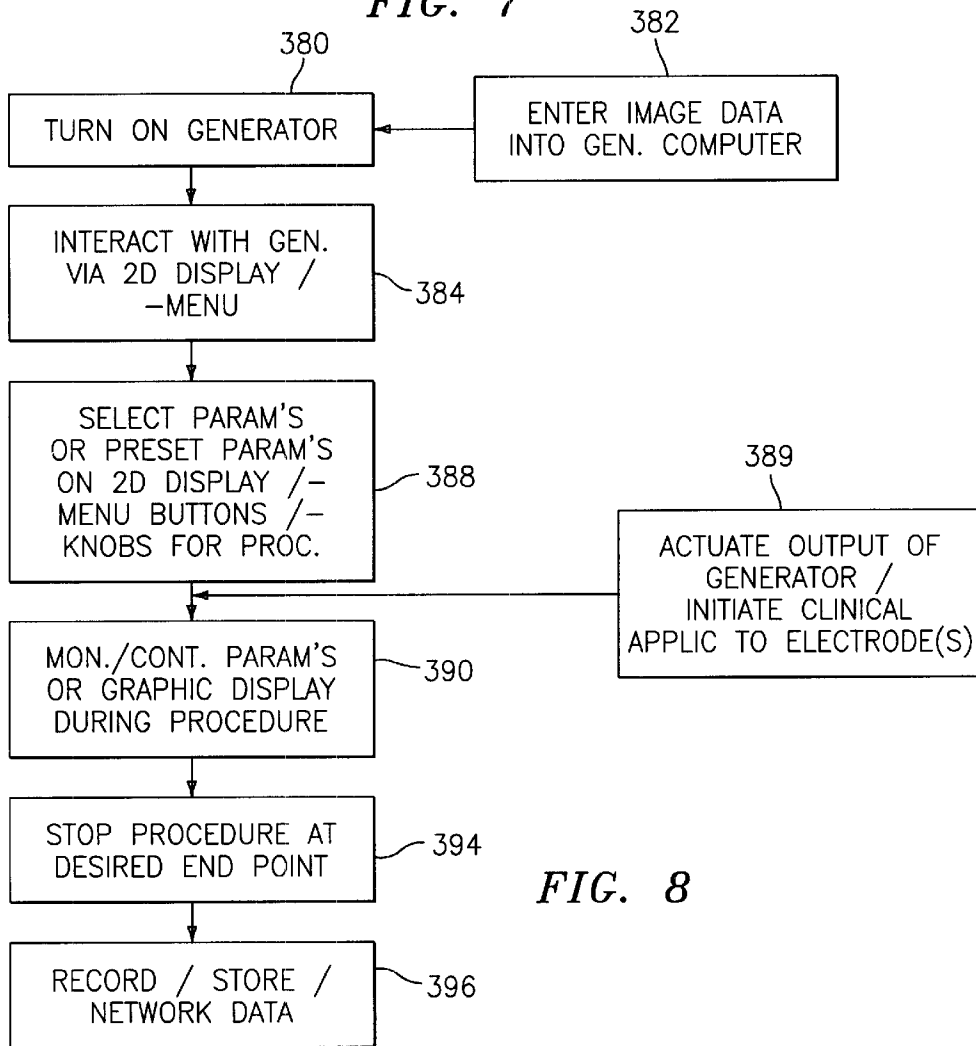 FIG. 7
380
382
TURN ON GENERATOR
ENTER IMAGE DATA
INTO GEN. COMPUTER
INTERACT WITH GEN.
VIA 2D DISPLAY /
–MENU
384
SELECT PARAM'S
OR PRESET PARAM'S
ON 2D DISPLAY /–
MENU BUTTONS /–
KNOBS FOR PROC.
388
389
ACTUATE OUTPUT OF
GENERATOR /
INITIATE CLINICAL
APPLIC TO ELECTRODE(S)
MON./CONT. PARAM'S
OR GRAPHIC DISPLAY
DURING PROCEDURE
390
STOP PROCEDURE AT
DESIRED END POINT
394
FIG. 8
RECORD / STORE /
NETWORK DATA
396